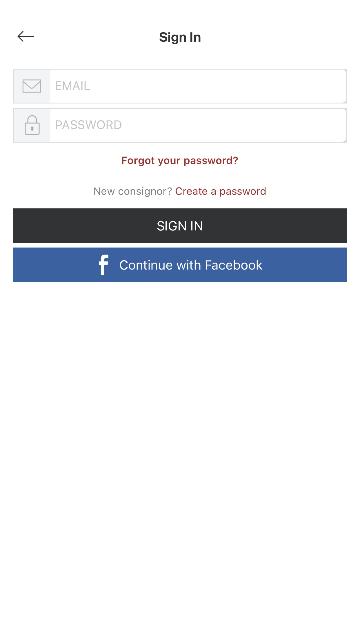 Sign In
EMAIL
PASSWORD
Forgot your password?
New consignor? Create a password
SIGN IN
f Continue with Facebook